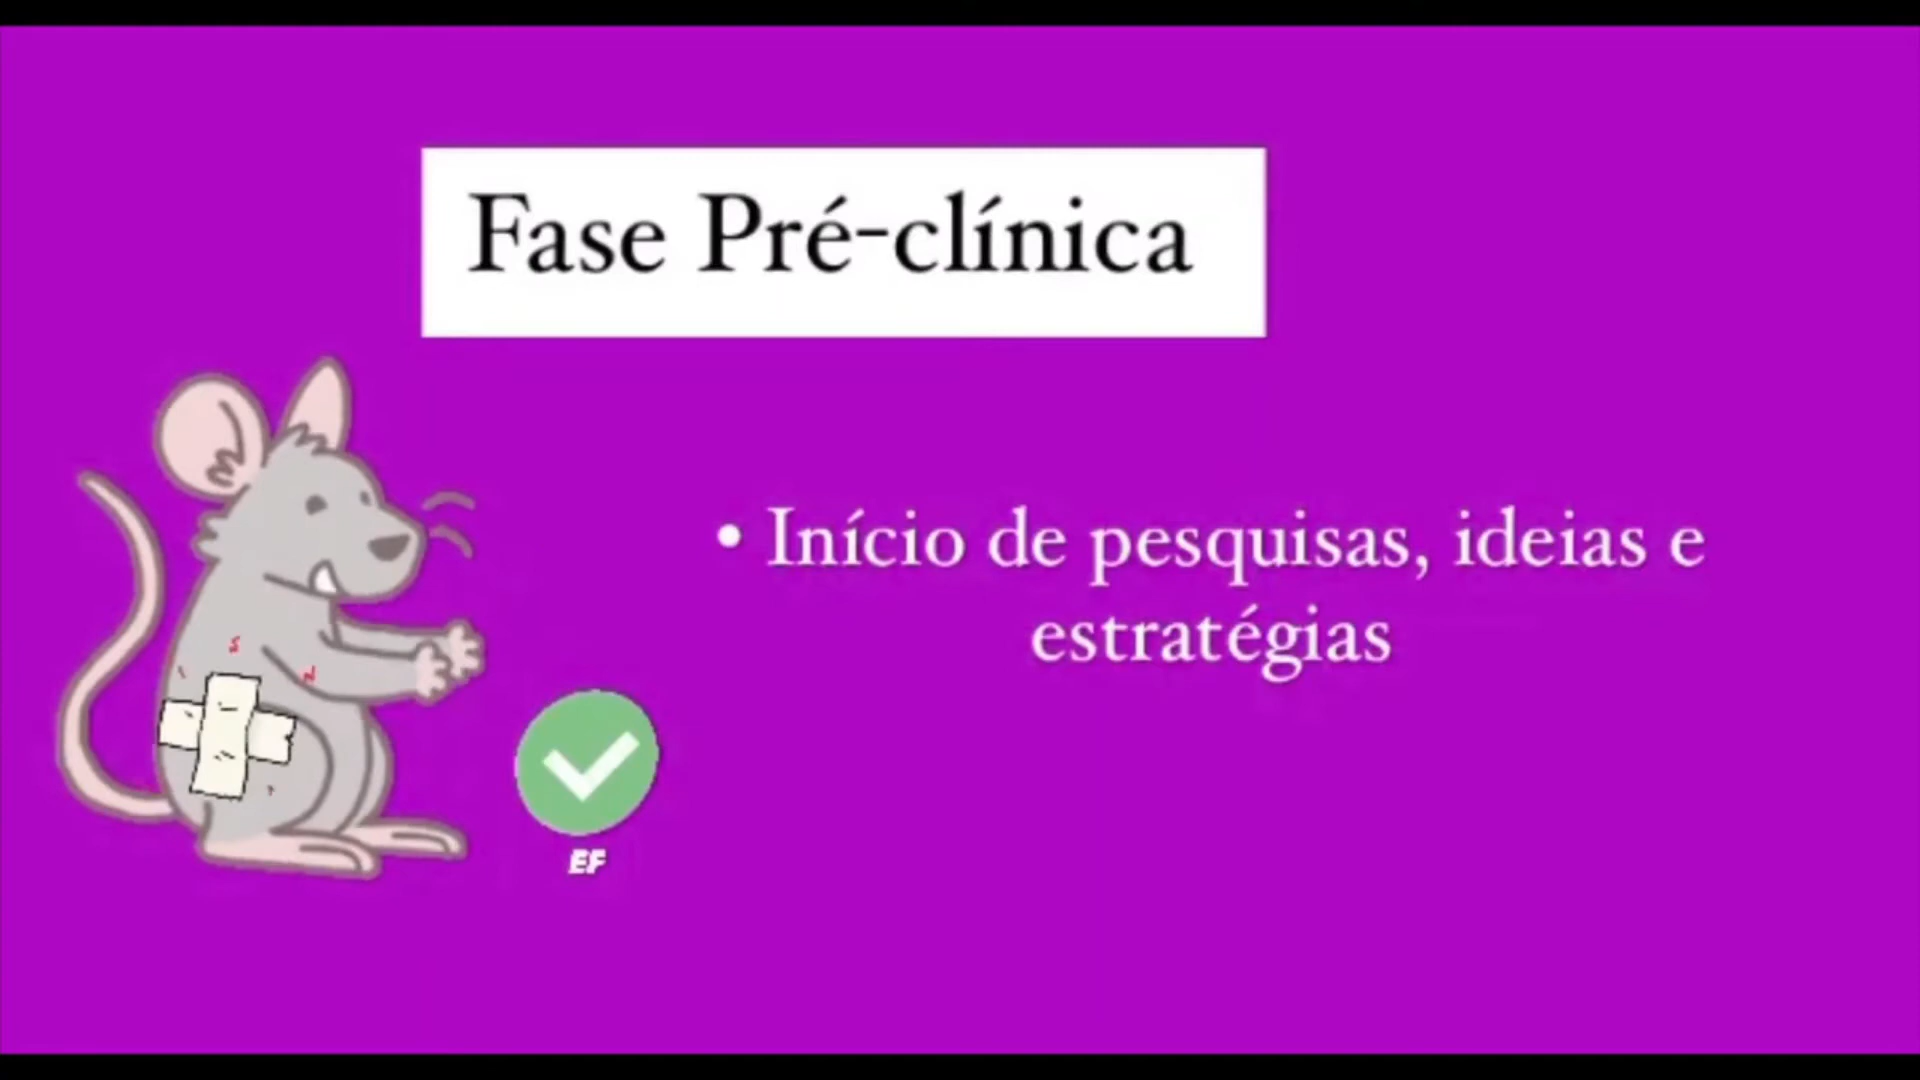 Fase Pré-clínica
• Início de pesquisas, ideias e
estratégias
S
N
EF